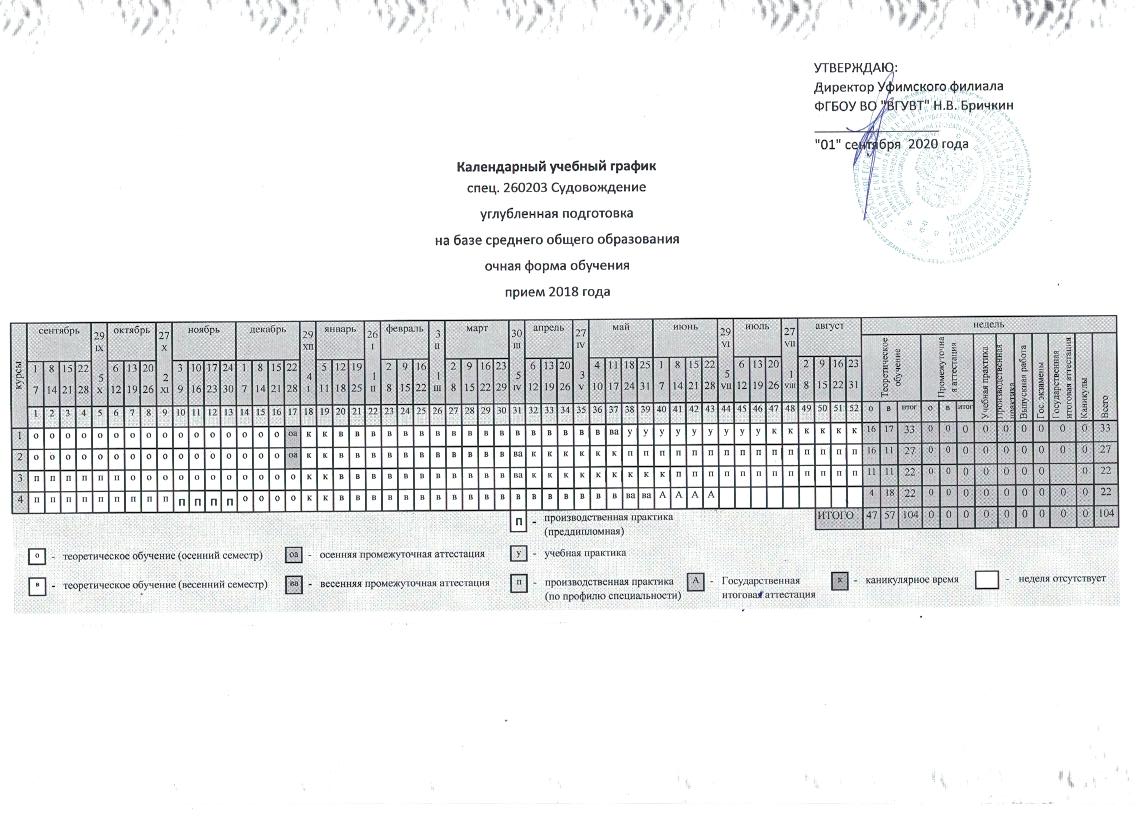 УТВЕРЖДАЮ:
Директор Уфимского филиала
ФГБОУ ВО "ВГУВТ" Н.В. Бричкин
"01" сентября 2020 года
Календарный учебный график
спец. 260203 Судовождение
углубленная подготовка
на базе среднего общего образования
очная форма обучения
прием 2018 года
курсы сентябрь 29 IX 5 X октябрь 27 X 2 XI ноябрь декабрь 29 XII 4 I январь 26 I 1 II февраль 3 II 1 III март 30 III 5 IV апрель 27 IV 3 V май июнь 29 VI 5 VII июль 27 VII 1 VIII август недель
1 8 15 22 6 13 20 3 10 17 24 1 8 15 22 5 12 19 2 9 16 2 9 16 23 6 13 20 4 11 18 25 1 8 15 22 6 13 20 2 9 16 23
7 14 21 28 12 19 26 9 16 23 30 7 14 21 28 11 18 25 8 15 22 8 15 22 29 12 19 26 10 17 24 31 7 14 21 28 12 19 26 8 15 22 31
Теоретическое обучение Промежуточная аттестация Учебная практика Производственная практика Выпускная работа Гос. экзамены Государственная итоговая аттестация Каникулы Всего
1 2 3 4 5 6 7 8 9 10 11 12 13 14 15 16 17 18 19 20 21 22 23 24 25 26 27 28 29 30 31 32 33 34 35 36 37 38 39 40 41 42 43 44 45 46 47 48 49 50 51 52 о в итог о в итог
1 о о о о о о о о о о о о о о о о оа к к в в в в в в в в в в в в в в в в в ва у у у у у у у у у к к к к к к 16 17 33 0 0 0 0 0 0 0 0 0 33
2 о о о о о о о о о о о о о о о о оа к к в в в в в в в в в в в ва к к к к к к п п п п п п п п п п п п п п п 16 11 27 0 0 0 0 0 0 0 0 0 27
3 п п п п п п о о о о о о о о о о о к к в в в в в в в в в в в ва к к к к к к к к к п п п п п п п п п п п п 11 11 22 0 0 0 0 0 0 0 0 22
4 п п п п п п п п п П П П П о о о о к к в в в в в в в в в в в в в в в в в в ва ва А А А А 4 18 22 0 0 0 0 0 0 0 0 0 22
ИТОГО 47 57 104 0 0 0 0 0 0 0 0 0 104
П - производственная практика
(преддипломная)
о - теоретическое обучение (осенний семестр) оа - осенняя промежуточная аттестация у - учебная практика
в - теоретическое обучение (весенний семестр) ва - весенняя промежуточная аттестация п - производственная практика А - Государственная к - каникулярное время - неделя отсутствует
(по профилю специальности) итоговая аттестация